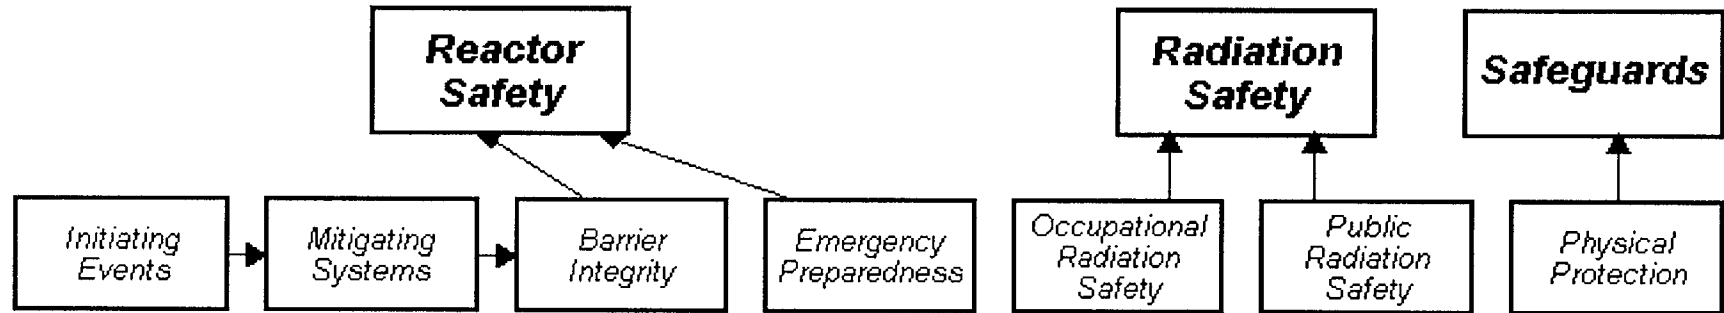 Reactor
Safety
Radiation
Safety
Safeguards
Initiating
Events
Mitigating
Systems
Barrier
Integrity
Emergency
Preparedness
Occupational
Radiation
Safety
Public
Radiation
Safety
Physical
Protection